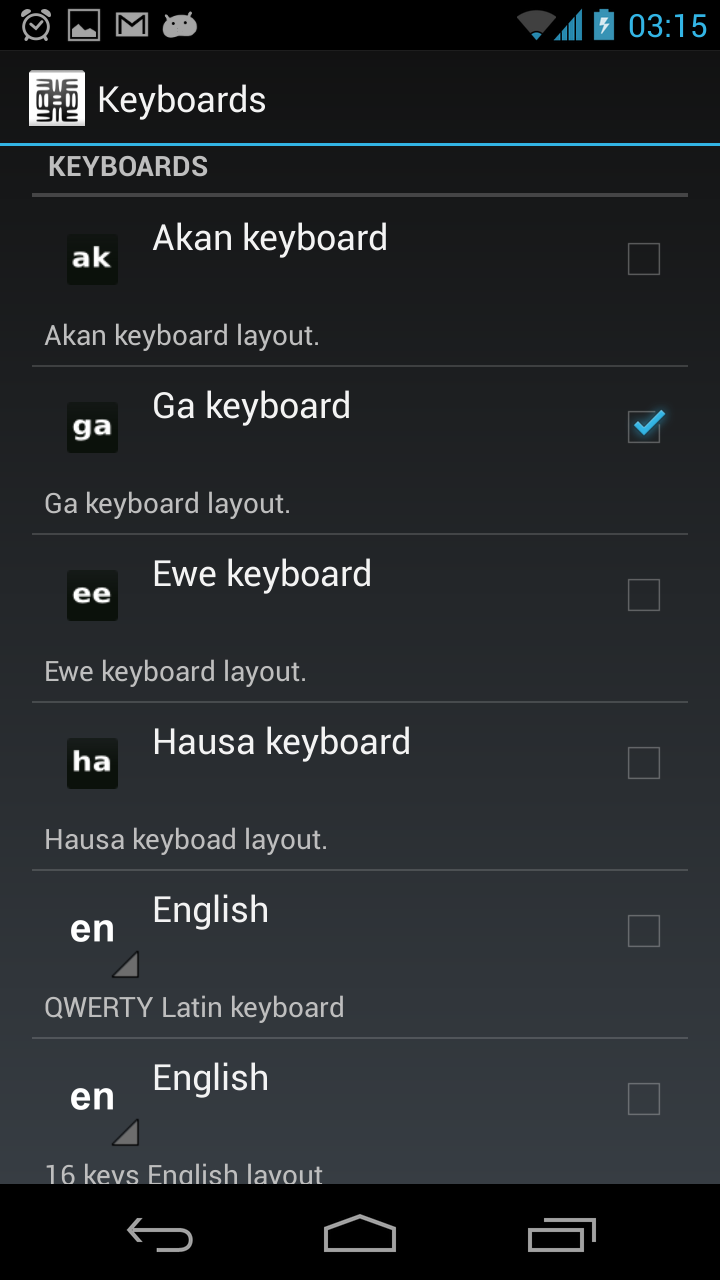 03:15
Keyboards
KEYBOARDS
ak
Akan keyboard
Akan keyboard layout.
ga
Ga keyboard
Ga keyboard layout.
ee
Ewe keyboard
Ewe keyboard layout.
ha
Hausa keyboard
Hausa keyboad layout.
en
English
QWERTY Latin keyboard
en
English
16 keys English layout